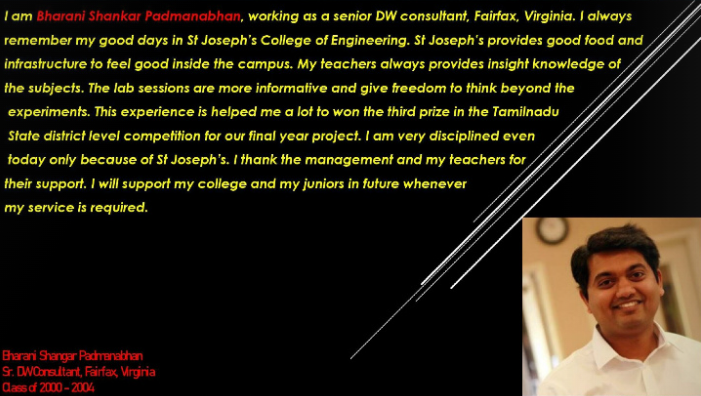 I am Bharani Shankar Padmanabhan, working as a senior DW consultant, Fairfax, Virginia. I always
remember my good days in St Joseph's College of Engineering. St Joseph's provides good food and
infrastructure to feel good inside the campus. My teachers always provides insight knowledge of
the subjects. The lab sessions are more informative and give freedom to think beyond the
experiments. This experience is helped me a lot to won the third prize in the Tamilnadu
State district level competition for our final year project. I am very disciplined even
today only because of St Joseph's. I thank the management and my teachers for
their support. I will support my college and my juniors in future whenever
my service is required.
Bharani Shangar Padmanabhan
Sr. DW Consultant, Fairfax, Virginia
Class of 2000 - 2004